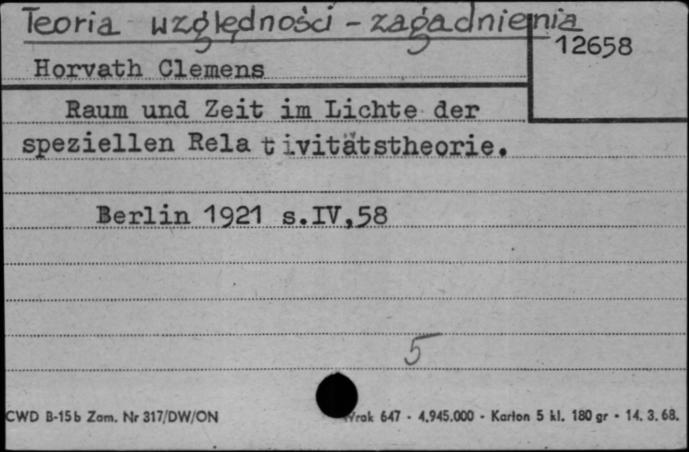 Teoria względności - zagadnienia
12658
Horvath Clemens
Raum und Zeit im Lichte der
speziellen Rela tivitätstheorie.
Berlin 1921 s.IV,58
5
CWD B-15b Zam. Nr 317/DW/ON
647 - 4.945.000 - Karton 5 kl. 180 gr - 14. 3. 68.